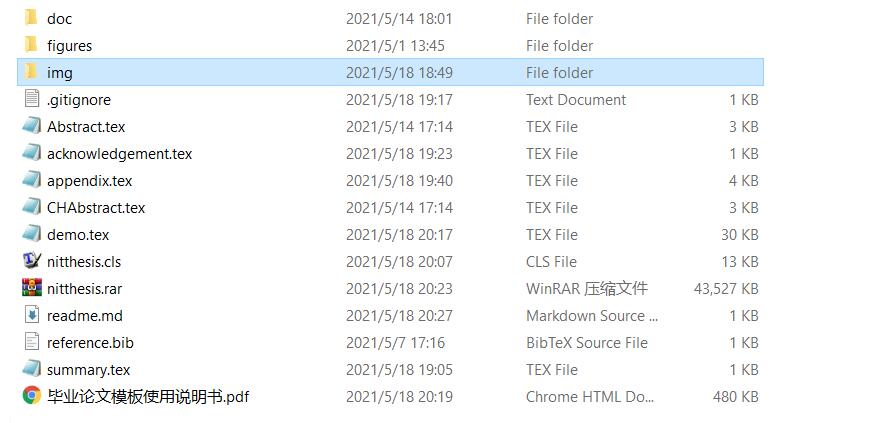 doc 2021/5/14 18:01 File folder
figures 2021/5/1 13:45 File folder
img 2021/5/18 18:49 File folder
.gitignore 2021/5/18 19:17 Text Document 1 KB
Abstract.tex 2021/5/14 17:14 TEX File 3 KB
acknowledgement.tex 2021/5/18 19:23 TEX File 1 KB
appendix.tex 2021/5/18 19:40 TEX File 4 KB
CHAbstract.tex 2021/5/14 17:14 TEX File 3 KB
demo.tex 2021/5/18 20:17 TEX File 30 KB
nitthesis.cls 2021/5/18 20:07 CLS File 13 KB
nitthesis.rar 2021/5/18 20:23 WinRAR 压缩文件 43,527 KB
readme.md 2021/5/18 20:27 Markdown Source ... 1 KB
reference.bib 2021/5/7 17:16 BibTeX Source File 1 KB
summary.tex 2021/5/18 19:05 TEX File 1 KB
毕业论文模板使用说明书.pdf 2021/5/18 20:19 Chrome HTML Do... 480 KB